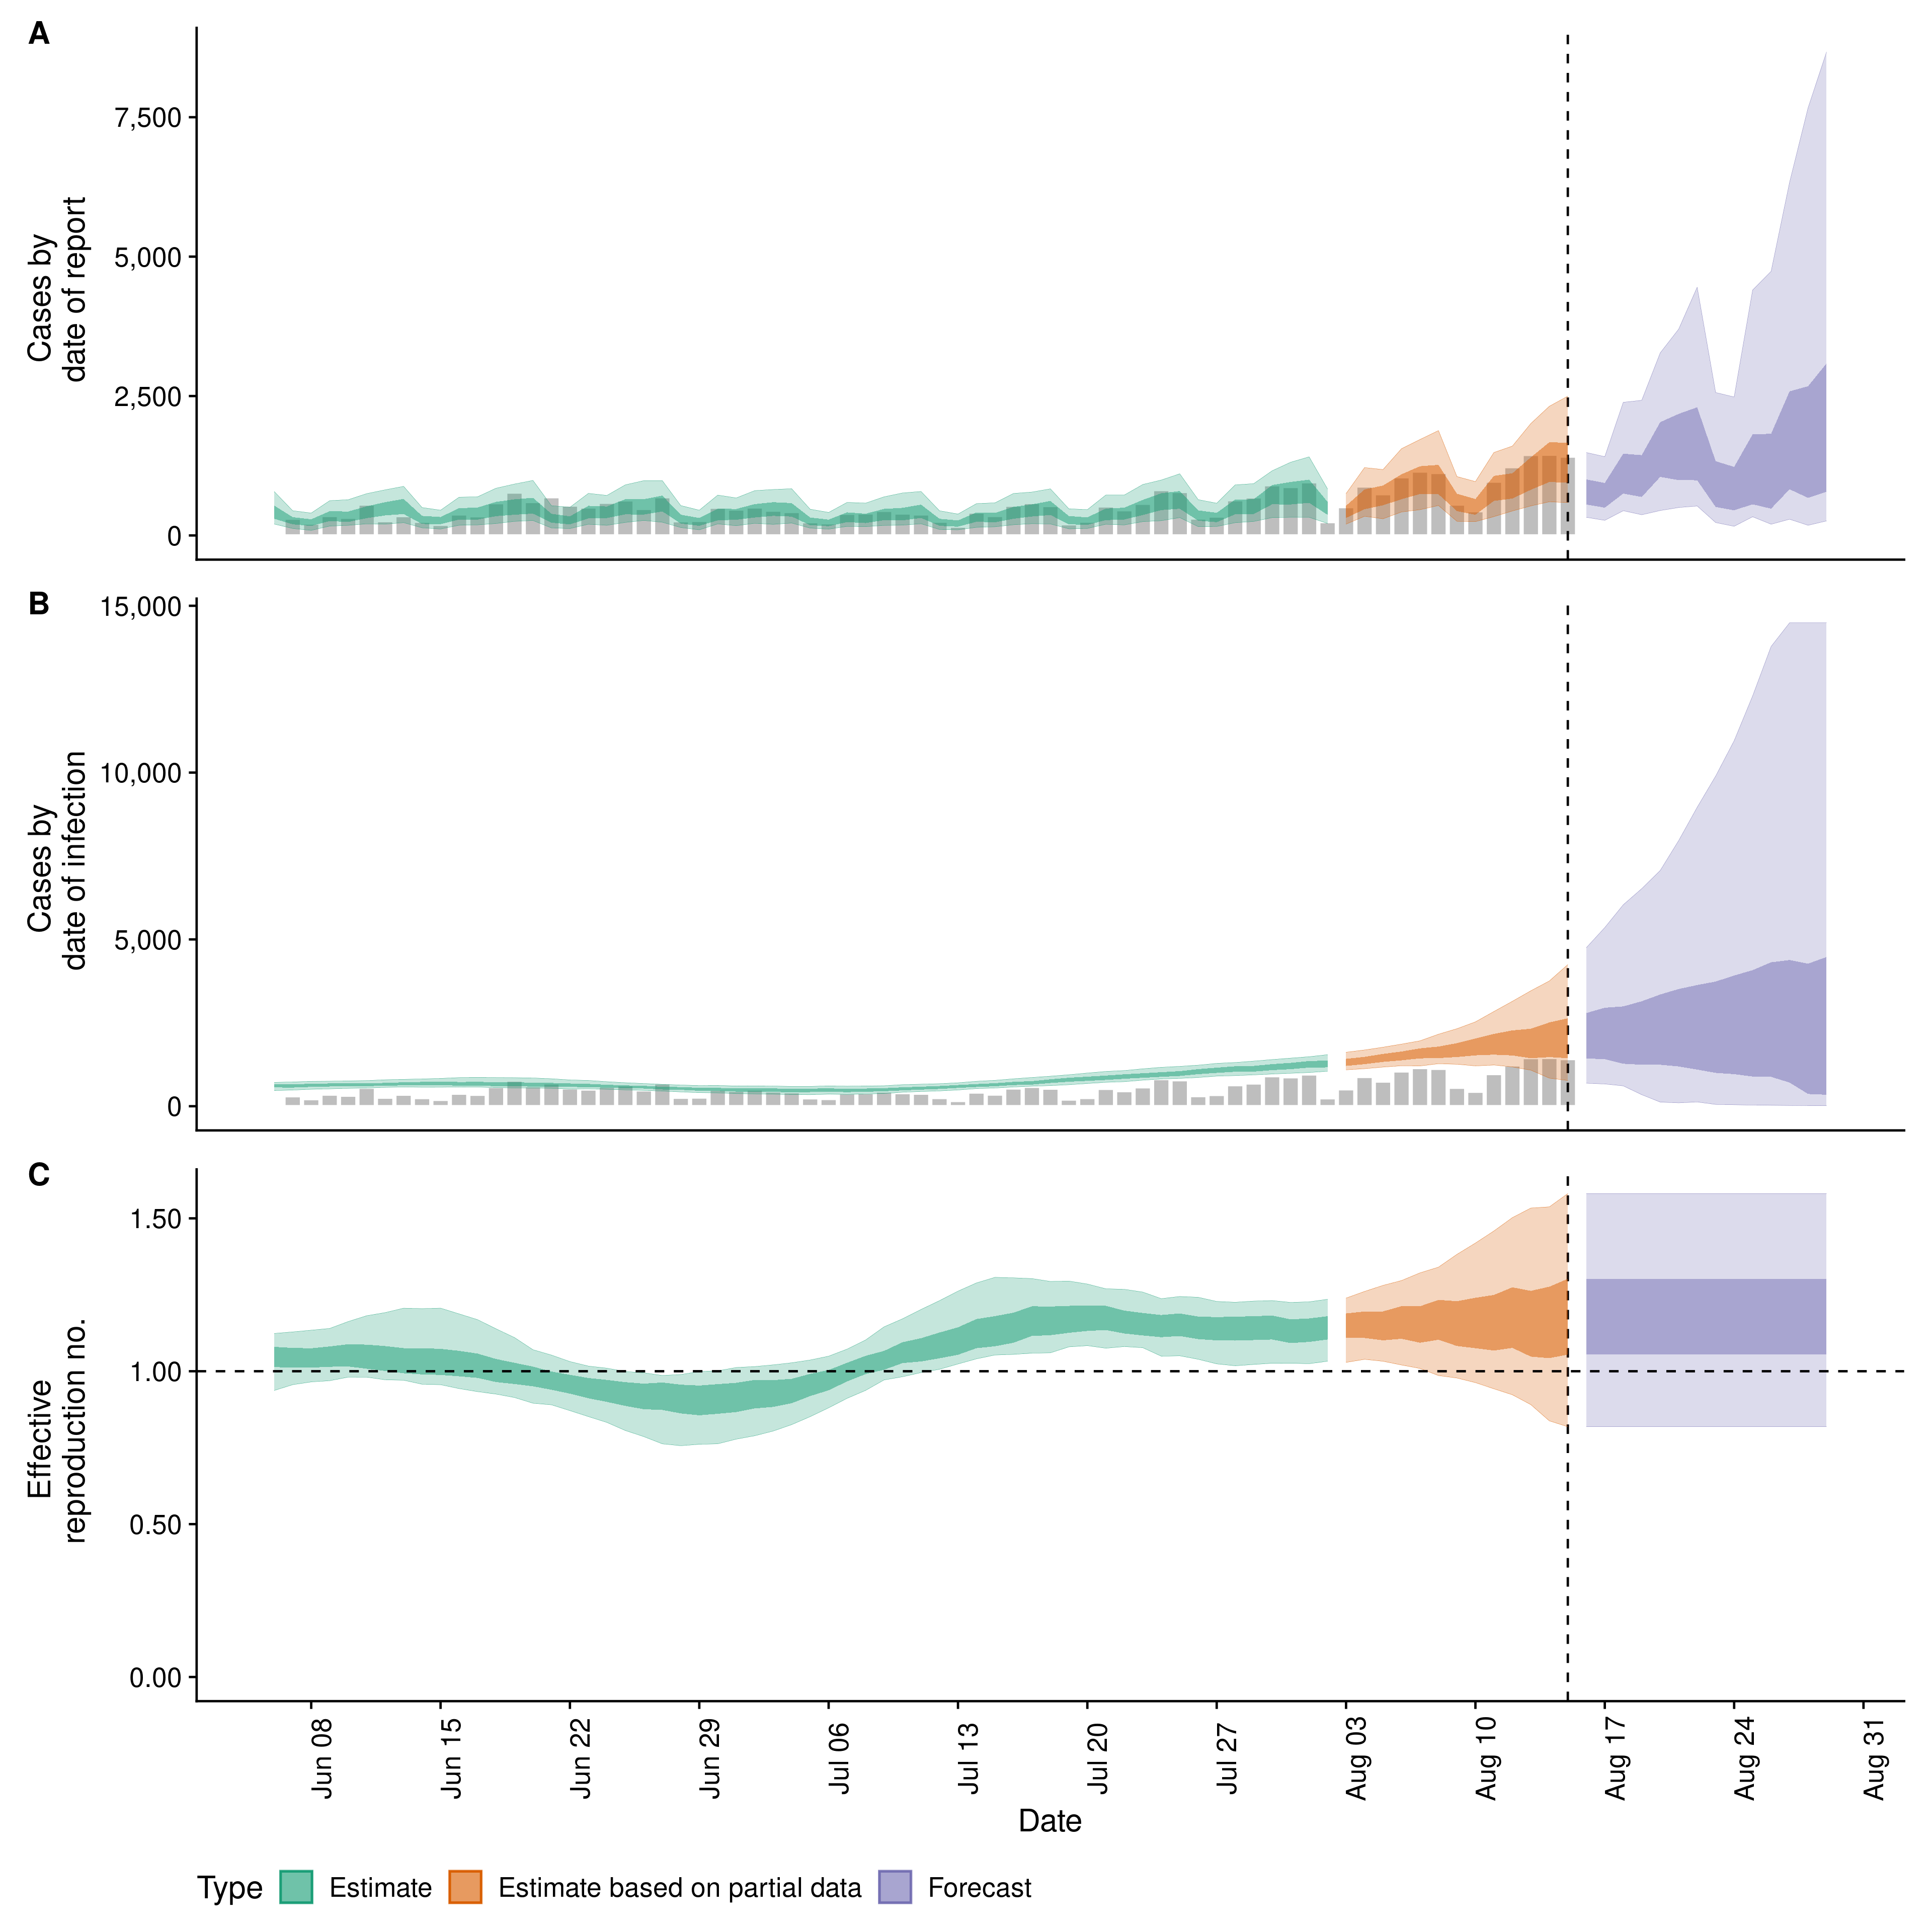 A
7,500
5,000
2,500
0
Cases by
date of report
B
15,000
10,000
5,000
0
Cases by
date of infection
C
1.50
1.00
0.50
0.00
Effective
reproduction no.
Jun 08
Jun 15
Jun 22
Jun 29
Jul 06
Jul 13
Jul 20
Jul 27
Aug 03
Aug 10
Aug 17
Aug 24
Aug 31
Date
Type Estimate Estimate based on partial data Forecast